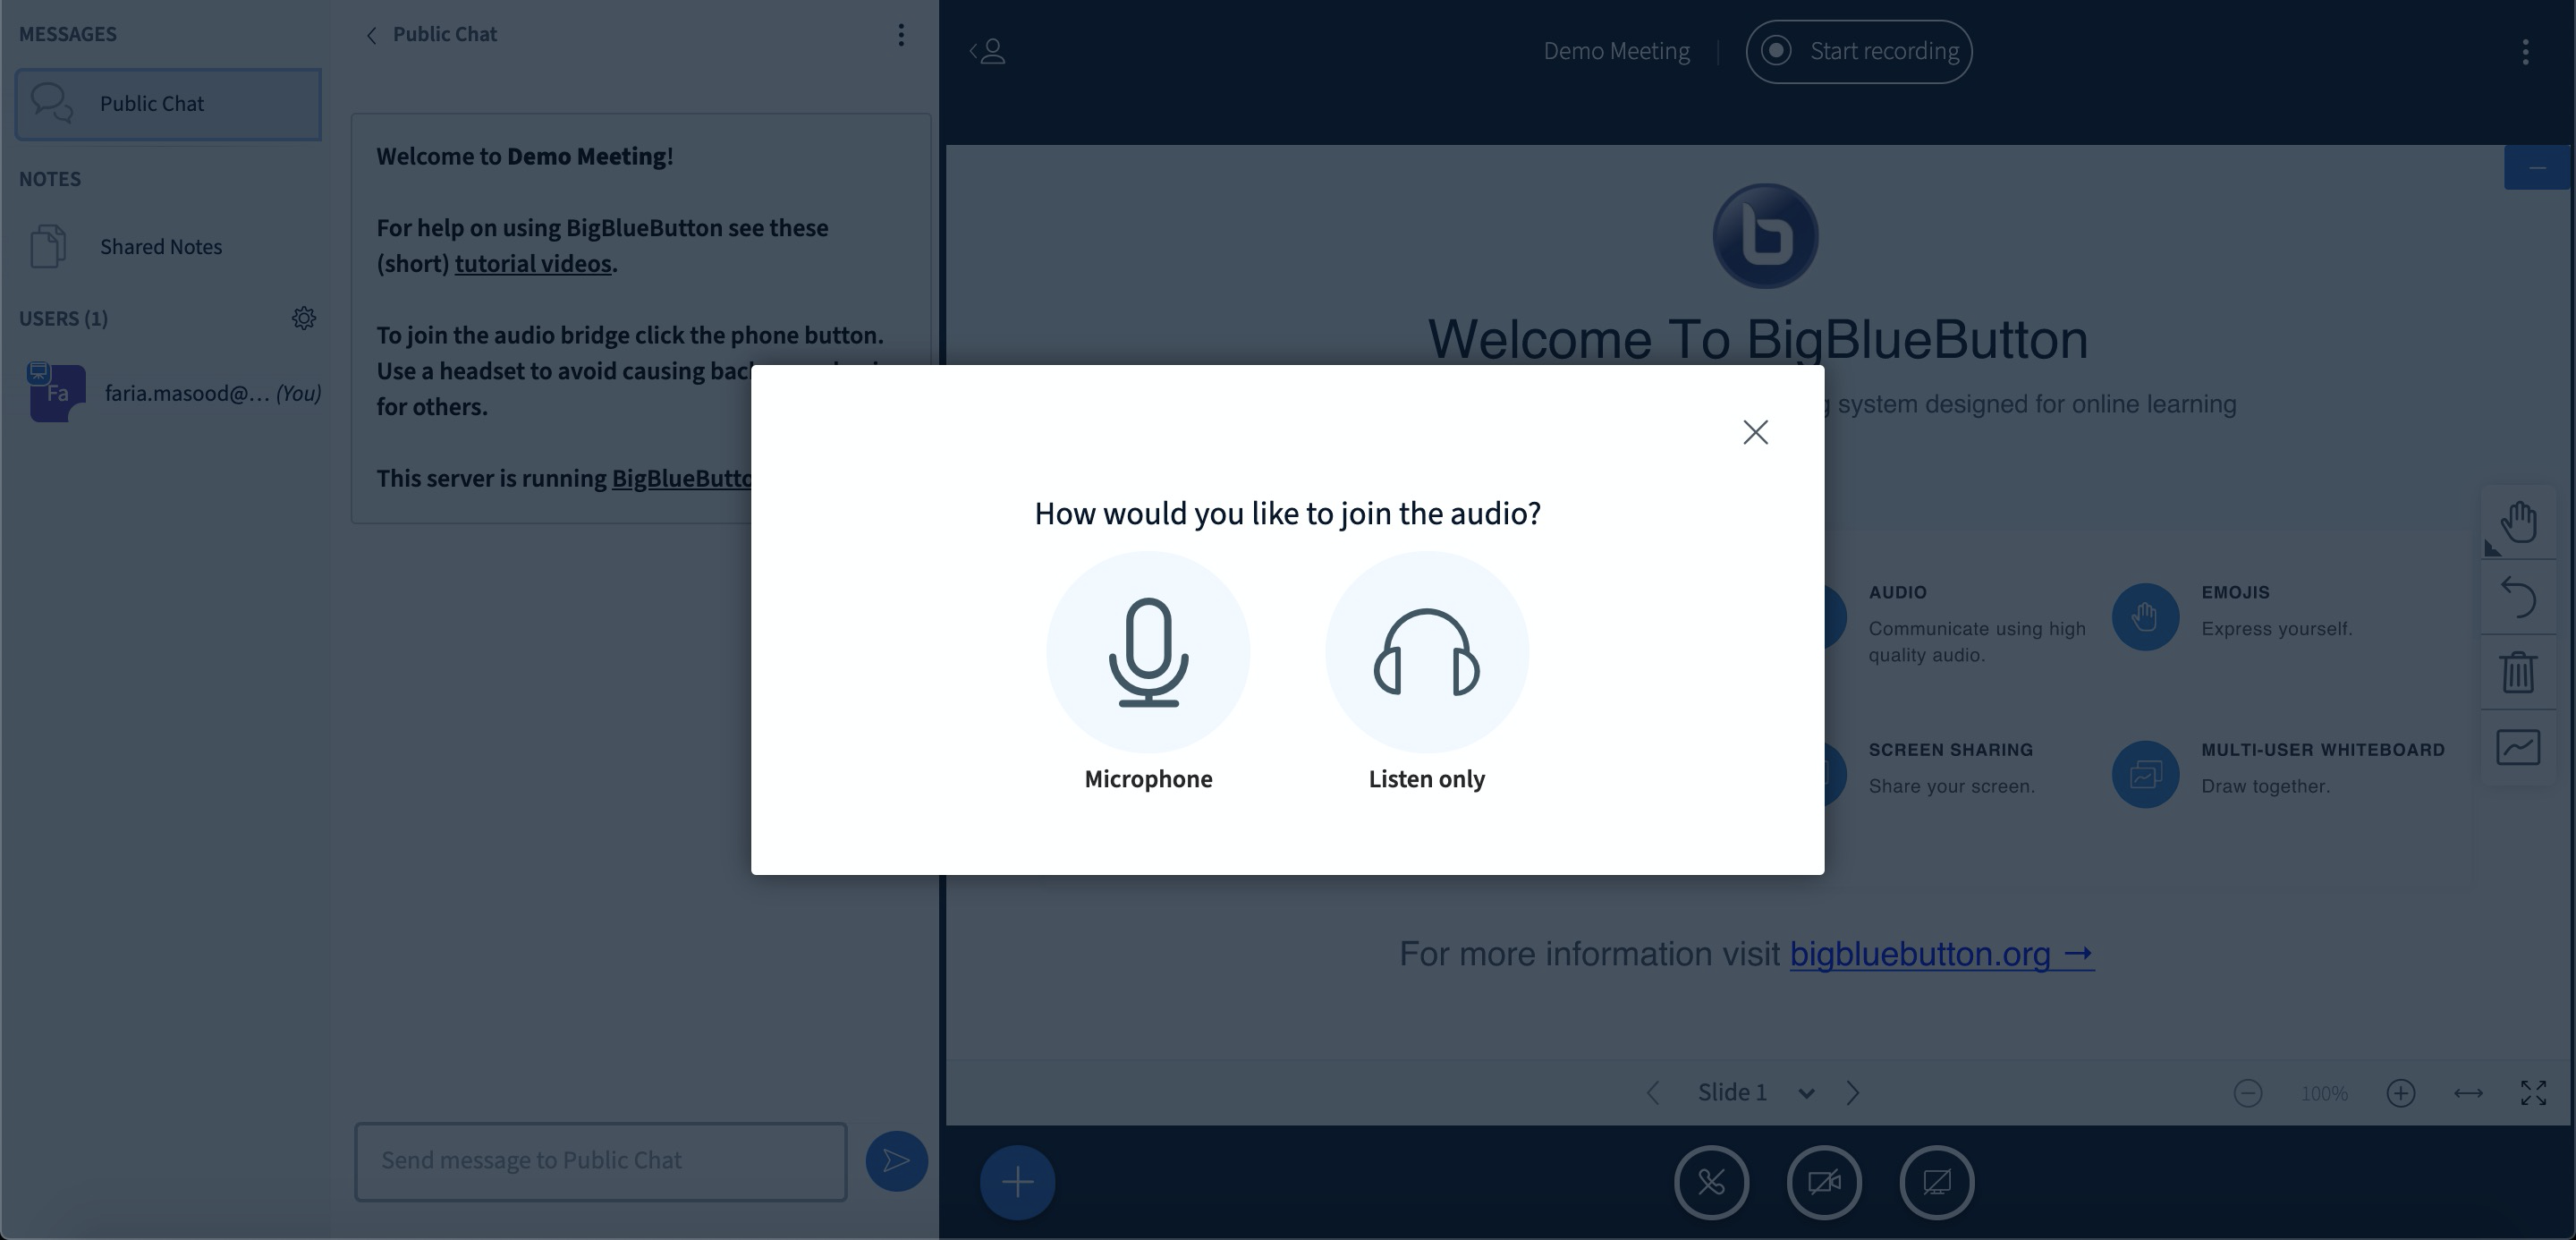 MESSAGES
Public Chat
NOTES
Shared Notes
USERS (1)
Fa
faria.masood@... (You)
Public Chat
Welcome to Demo Meeting!
For help on using BigBlueButton see these
(short) tutorial videos.
To join the audio bridge click the phone button.
Use a headset to avoid causing
for others.
This server is running
Send message to Public Chat
Demo Meeting
Start recording
Welcome To BigBlueButton
system designed for online learning
How would you like to join the audio?
Microphone
Listen only
AUDIO
Communicate using high
quality audio.
EMOJIS
Express yourself.
SCREEN SHARING
Share your screen.
MULTI-USER WHITEBOARD
Draw together.
For more information visit bigbluebutton.org →
Slide 1
100%